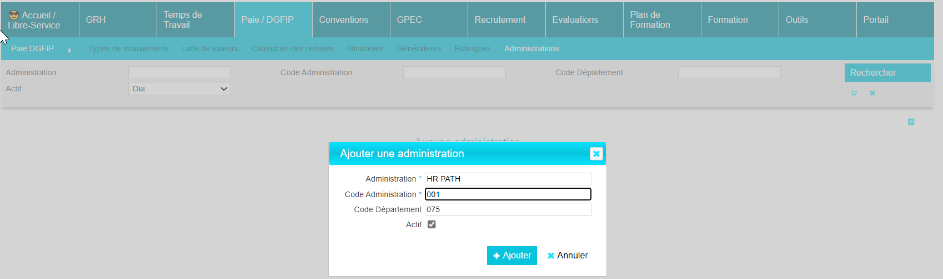 Accueil / Libre-Service GRH Temps de Travail Paie / DGFIP Conventions GPEC Recrutement Evaluations Plan de Formation Formation Outils Portail
Paie DGFIP Types de mouvements Liste de valeurs Calendrier des remises Ministères Générateurs Rubriques Administrations
Administration Code Administration Code Département Rechercher
Actif Oui
Aucune administration
Ajouter une administration
Administration * HR PATH
Code Administration * 001
Code Département 075
Actif
Ajouter Annuler